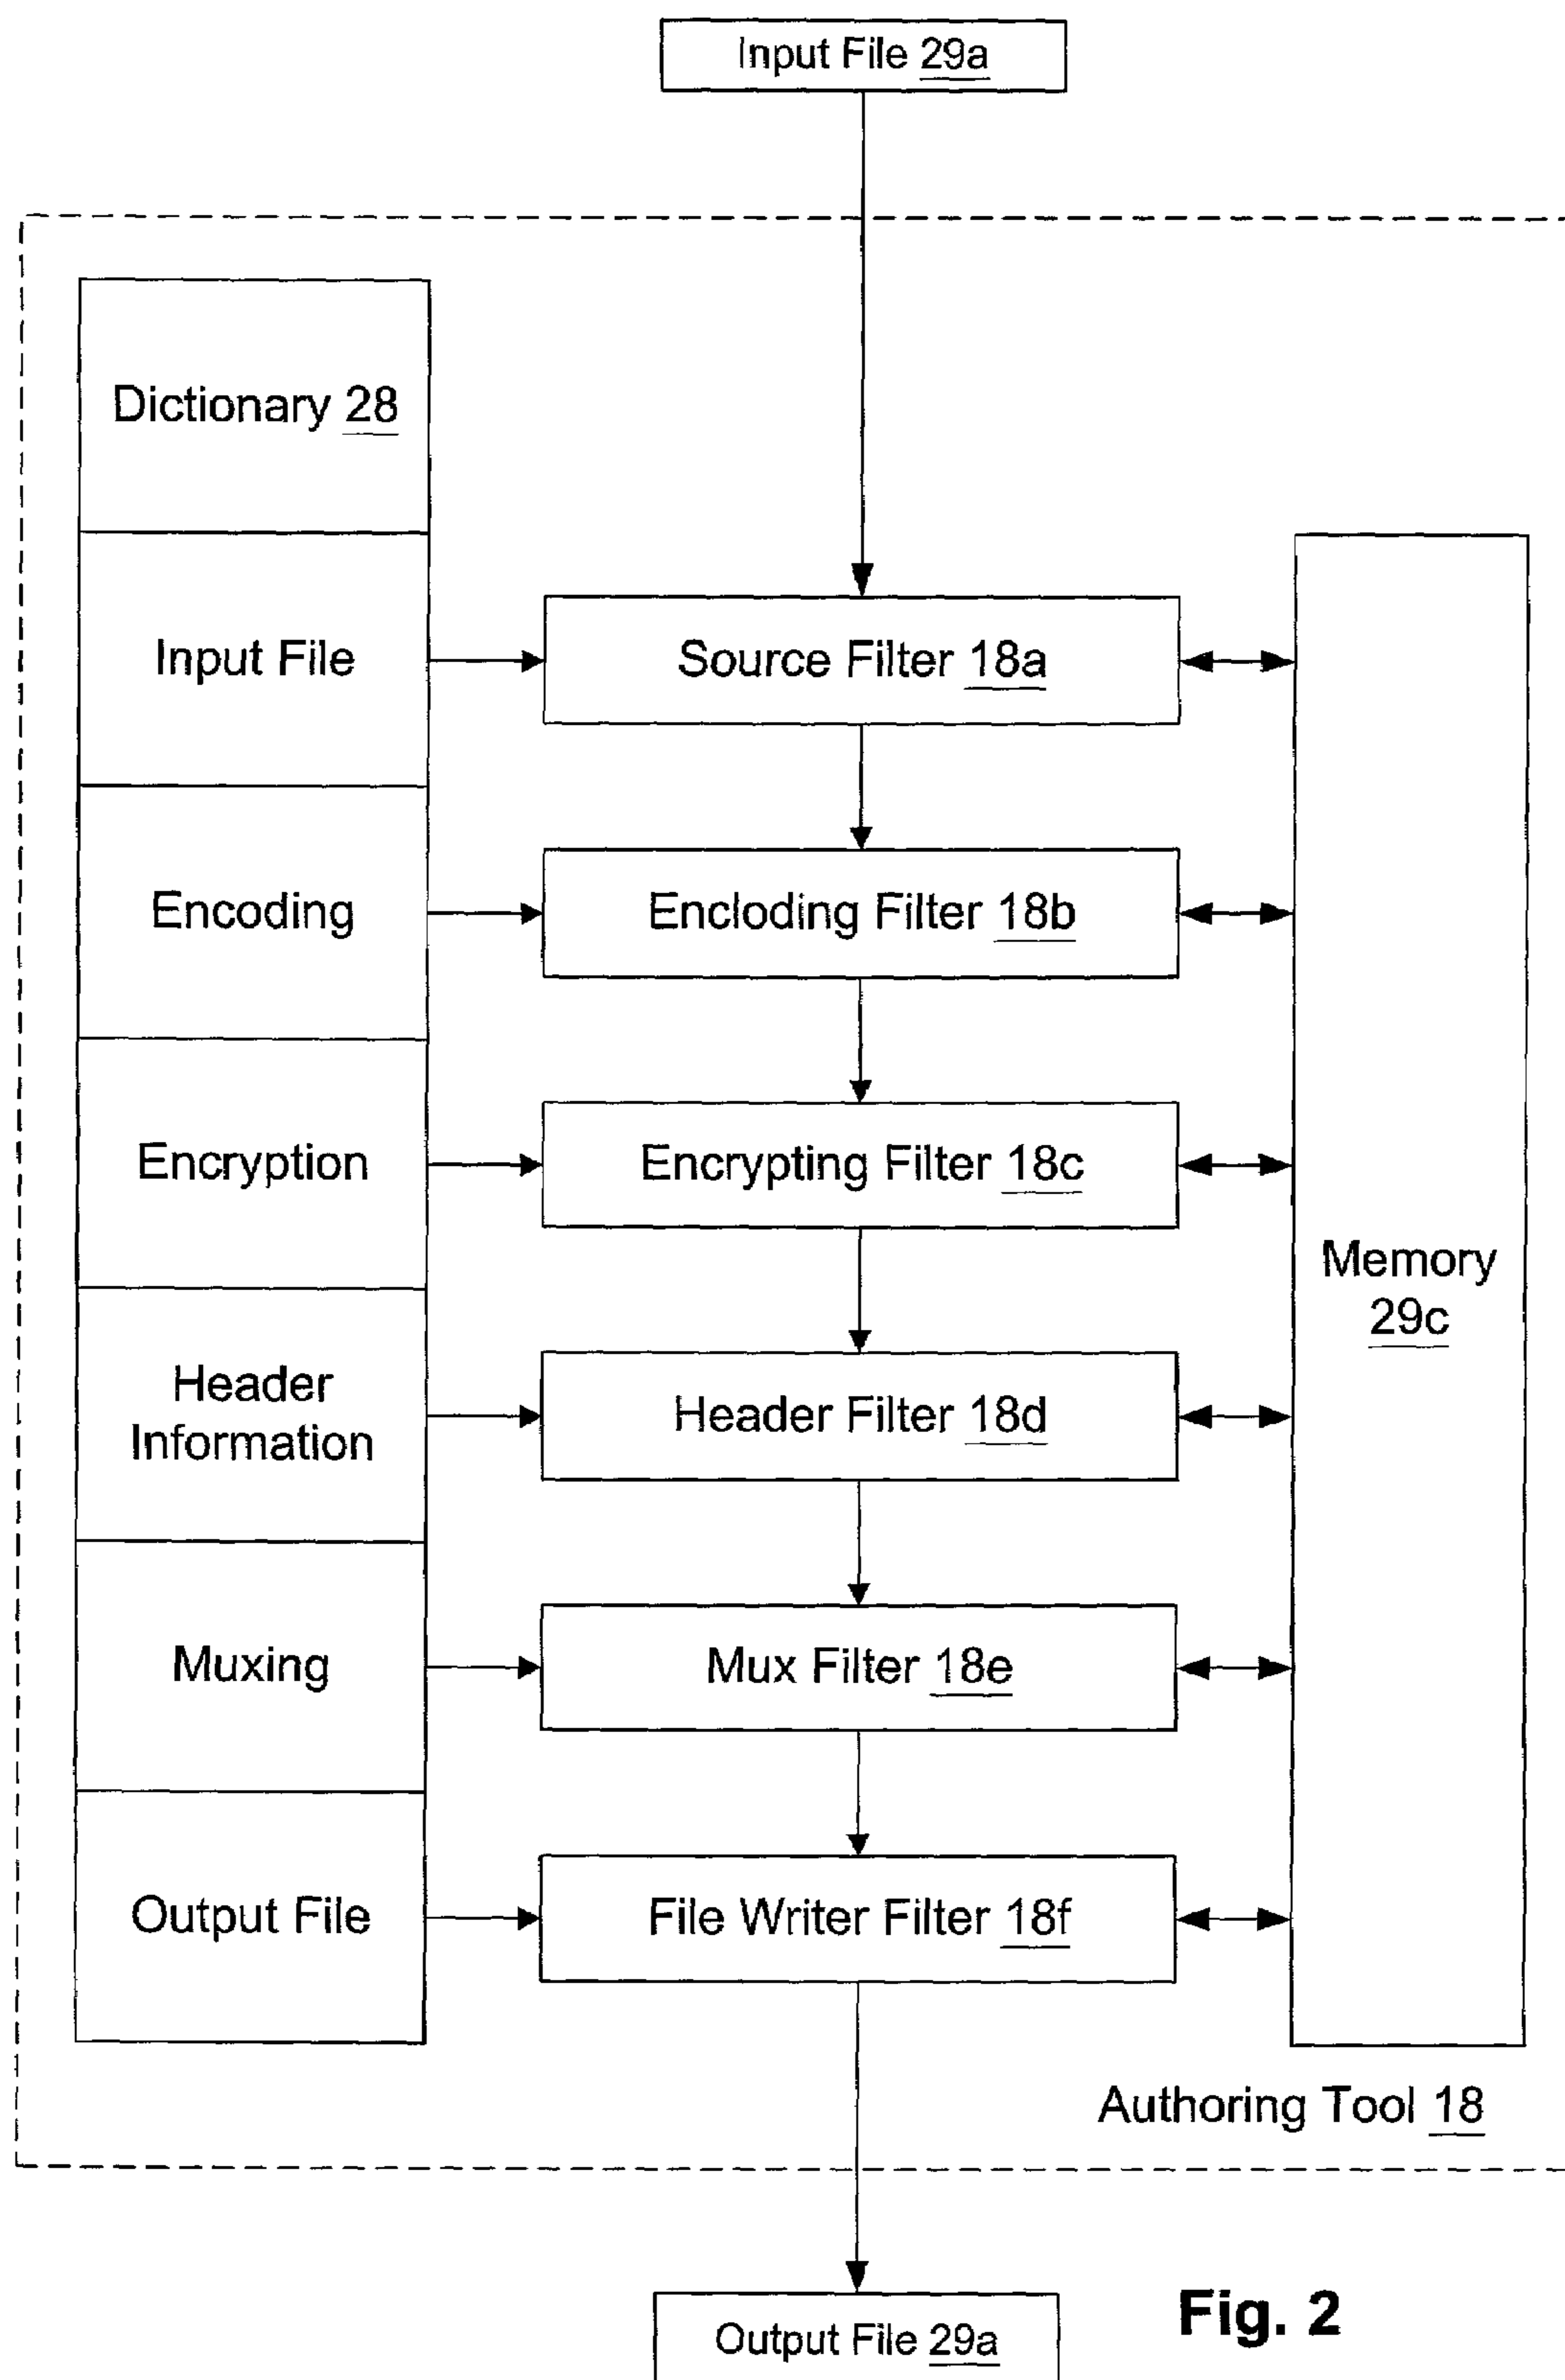 Input File 29a
Dictionary 28
Input File
Source Filter 18a
Encoding
Encloding Filter 18b
Encryption
Encrypting Filter 18c
Memory
29c
Header
Information
Header Filter 18d
Muxing
Mux Filter 18e
Output File
File Writer Filter 18f
Authoring Tool 18
Output File 29a
Fig. 2